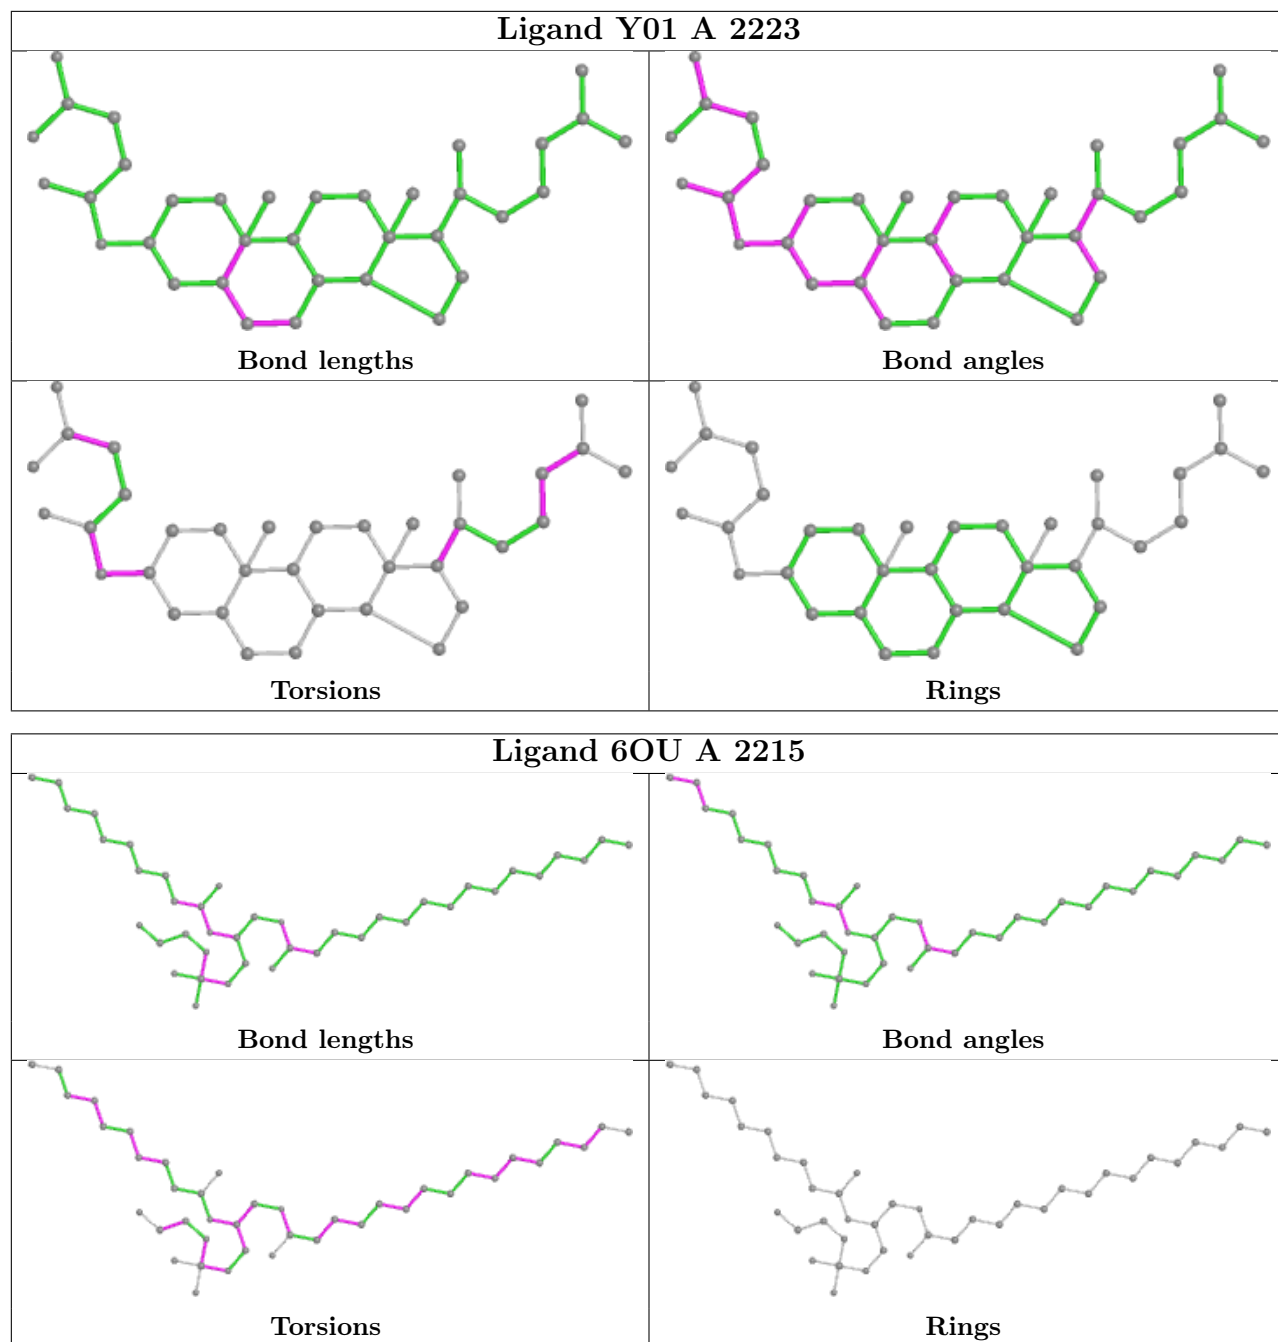 Ligand Y01 A 2223
Bond lengths
Bond angles
Torsions
Rings
Ligand 6OU A 2215
Bond lengths
Bond angles
Torsions
Rings